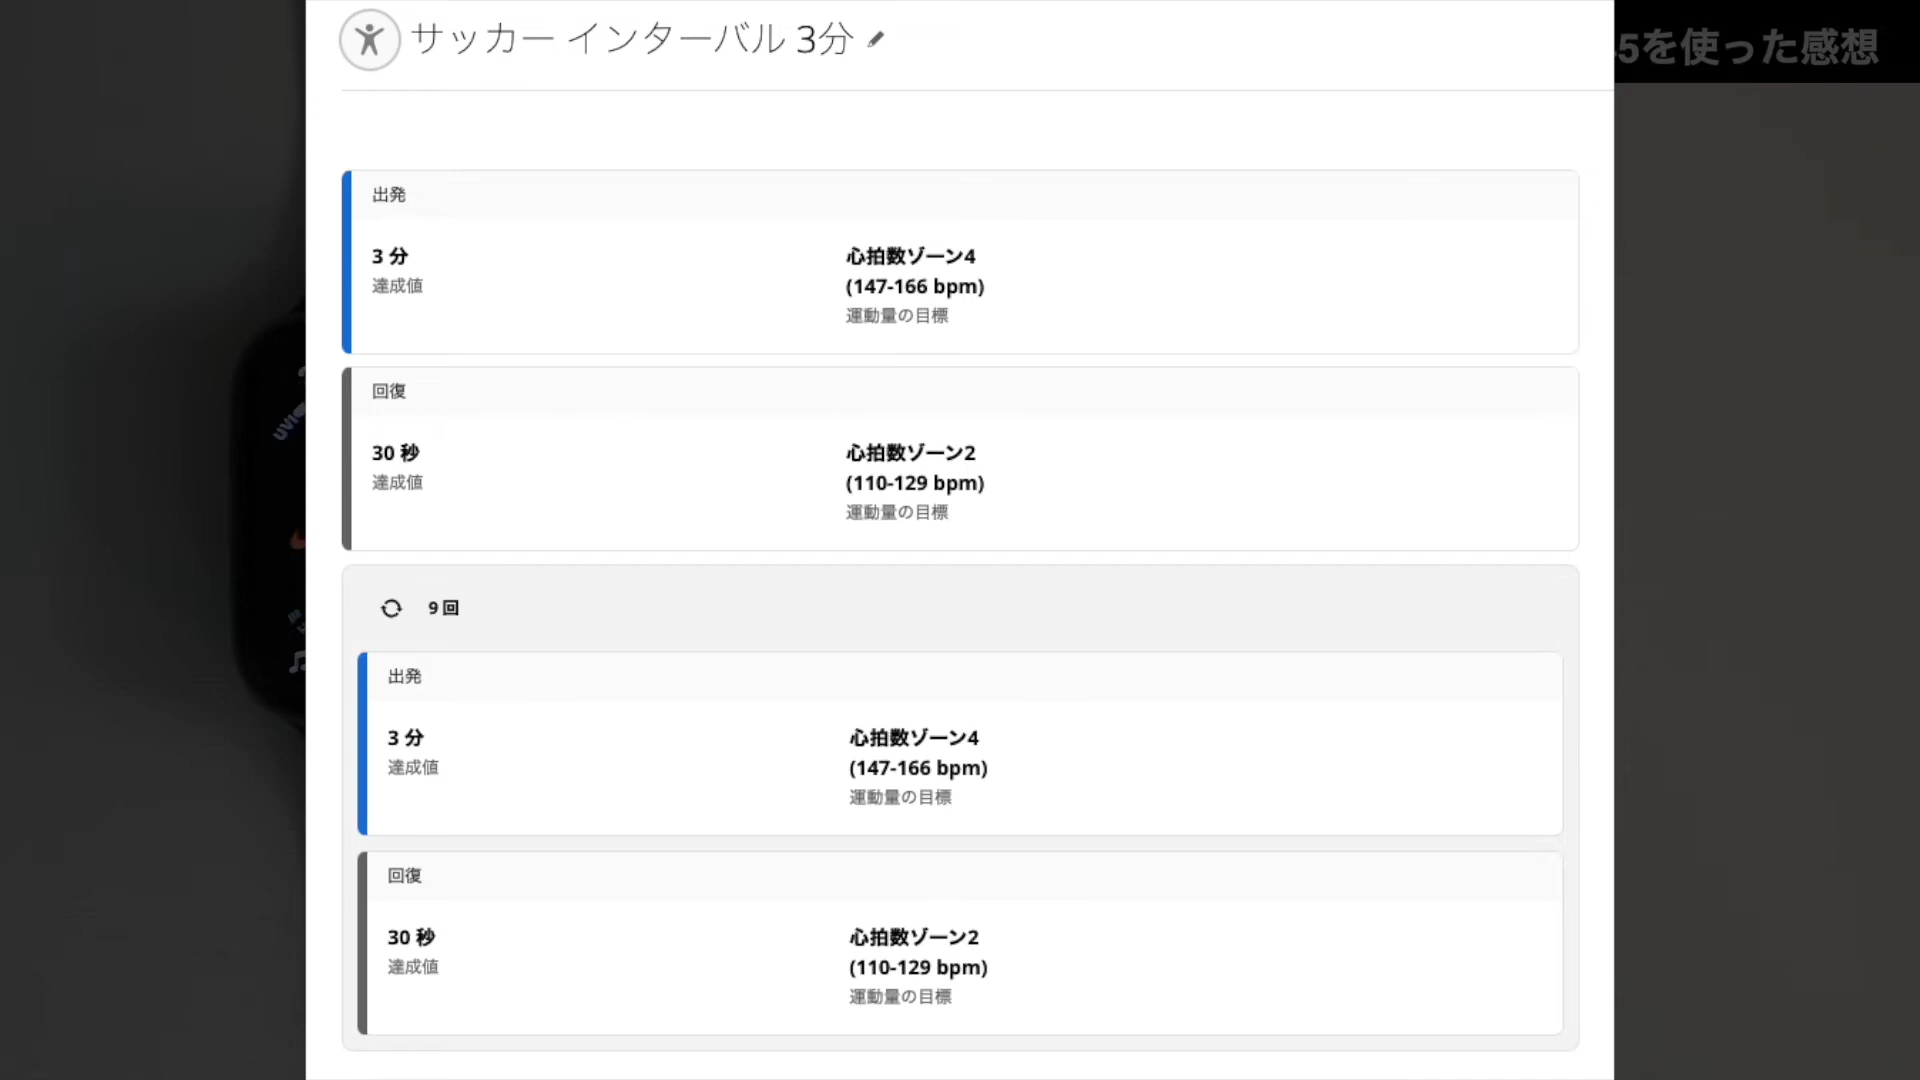 サッカー インターバル 3分
5を使った感想
出発
3 分
達成値
心拍数ゾーン4
(147-166 bpm)
運動量の目標
回復
30 秒
達成値
心拍数ゾーン2
(110-129 bpm)
運動量の目標
9 回
出発
3 分
達成値
心拍数ゾーン4
(147-166 bpm)
運動量の目標
回復
30 秒
達成値
心拍数ゾーン2
(110-129 bpm)
運動量の目標